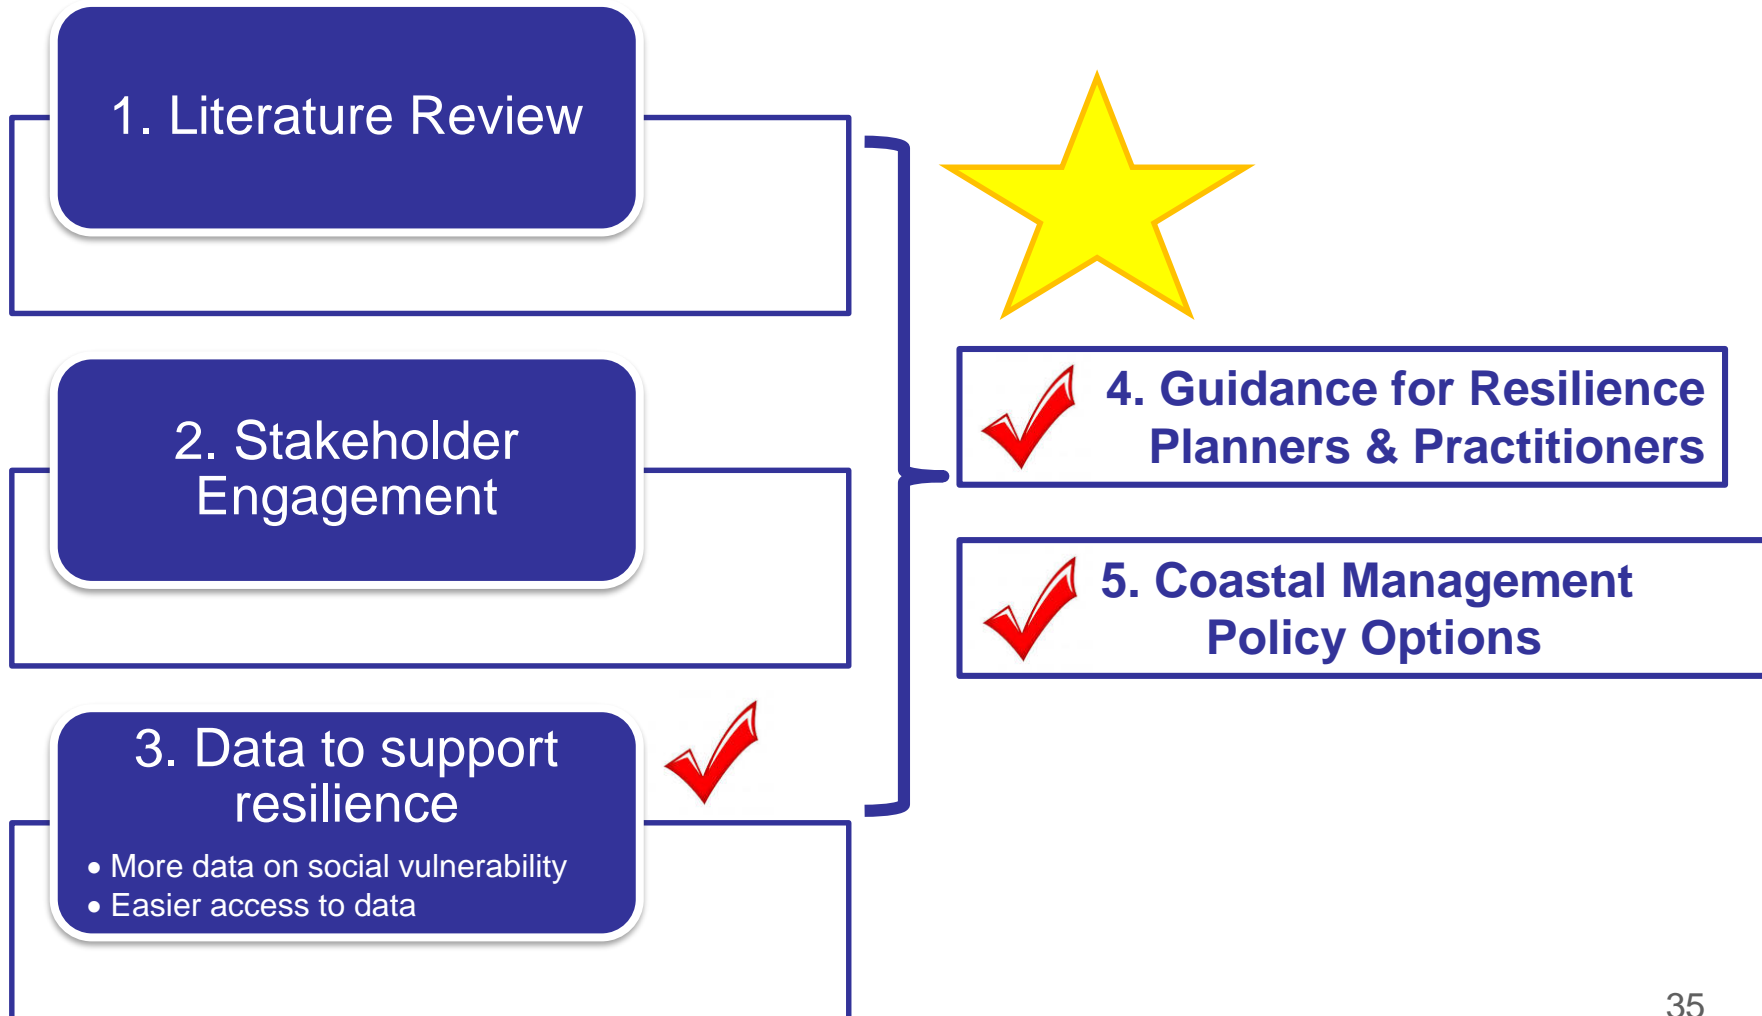 1. Literature Review
2. Stakeholder
Engagement
3. Data to support
resilience
• More data on social vulnerability
• Easier access to data
4. Guidance for Resilience
Planners & Practitioners
5. Coastal Management
Policy Options
35